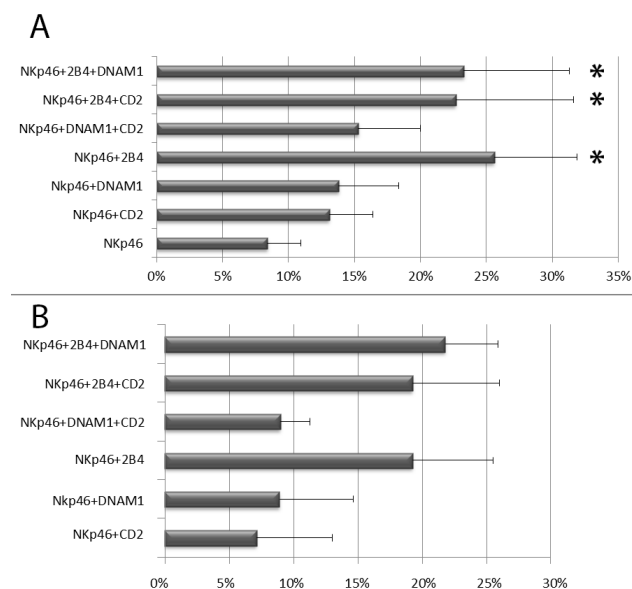 A
NKp46+2B4+DNAM1 *
NKp46+2B4+CD2 *
NKp46+DNAM1+CD2
NKp46+2B4 *
Nkp46+DNAM1
NKp46+CD2
NKp46
0% 5% 10% 15% 20% 25% 30% 35%
B
NKp46+2B4+DNAM1
NKp46+2B4+CD2
NKp46+DNAM1+CD2
NKp46+2B4
Nkp46+DNAM1
NKp46+CD2
0% 5% 10% 15% 20% 25% 30%